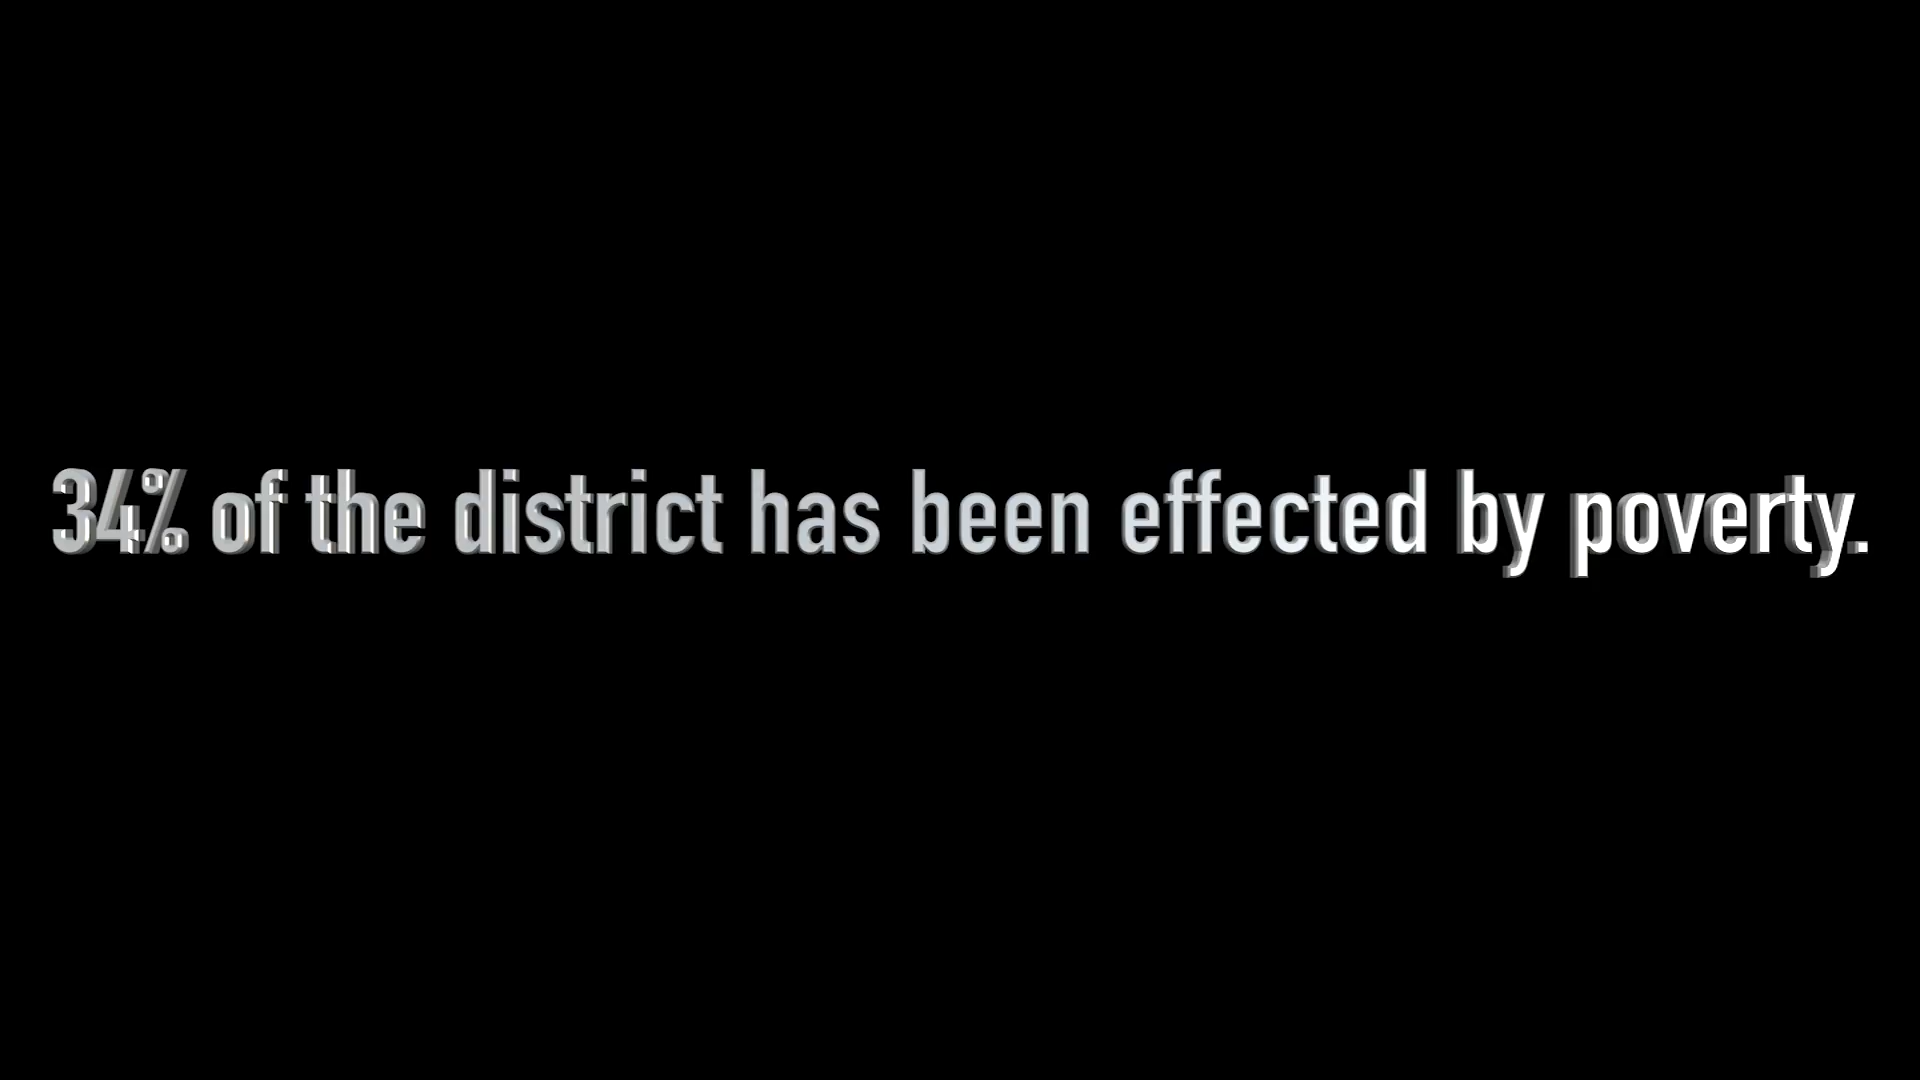 34% of the district has been effected by poverty.